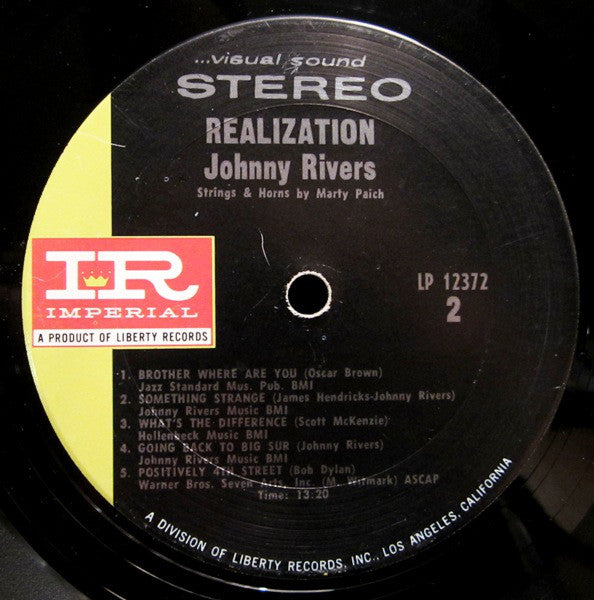 ...visual sound
STEREO
REALIZATION
Johnny Rivers
Strings & Horns by Marty Paich
IR
IMPERIAL
A PRODUCT OF LIBERTY RECORDS
LP 12372
2
1. BROTHER WHERE ARE YOU (Oscar Brown)
Jazz Standard Mus. Pub. BMI
2. SOMETHING STRANGE (James Hendricks-Johnny Rivers)
Johnny Rivers Music BMI
3. WHAT'S THE DIFFERENCE (Scott McKenzie)
Hollenbeck Music BMI
4. GOING BACK TO BIG SUR (Johnny Rivers)
Johnny Rivers Music BMI
5. POSITIVELY 4TH STREET (Bob Dylan)
Warner Bros. Seven Arts, Inc. (M. Witmark) ASCAP
Time: 13:20
A DIVISION OF LIBERTY RECORDS, INC., LOS ANGELES, CALIFORNIA